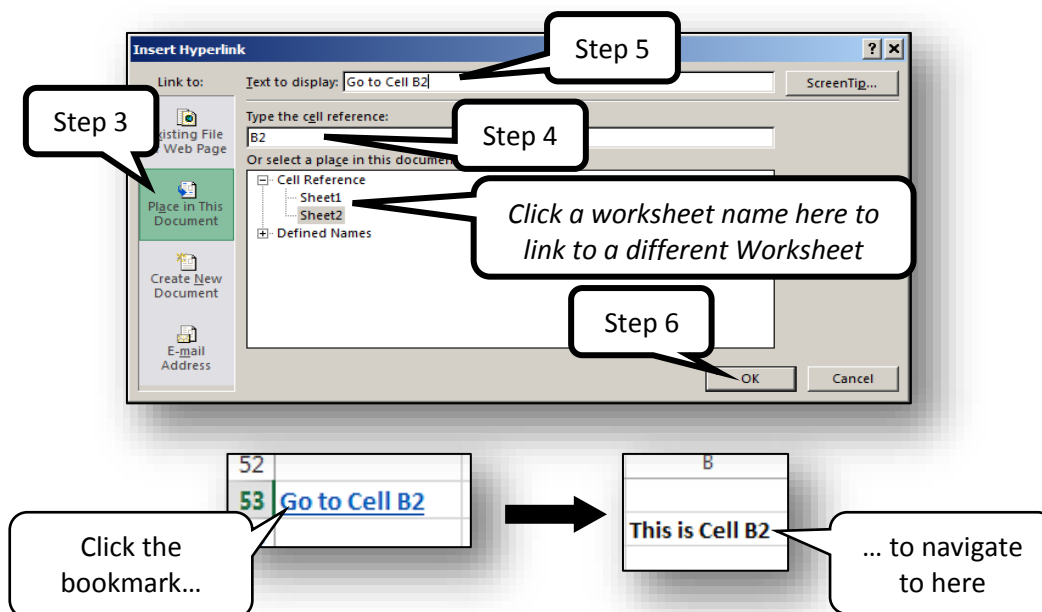 Insert Hyperlink
Step 5
Link to:
Text to display: Go to Cell B2
ScreenTip...
Step 3
Type the cell reference:
B2
Step 4
isting File
Web Page
Or select a place in this documen
Cell Reference
Sheet1
Sheet2
Defined Names
Place in This
Document
Click a worksheet name here to
link to a different Worksheet
Create New
Document
Step 6
E-mail
Address
OK
Cancel
52
53 Go to Cell B2
B
This is Cell B2
Click the
bookmark…
… to navigate
to here